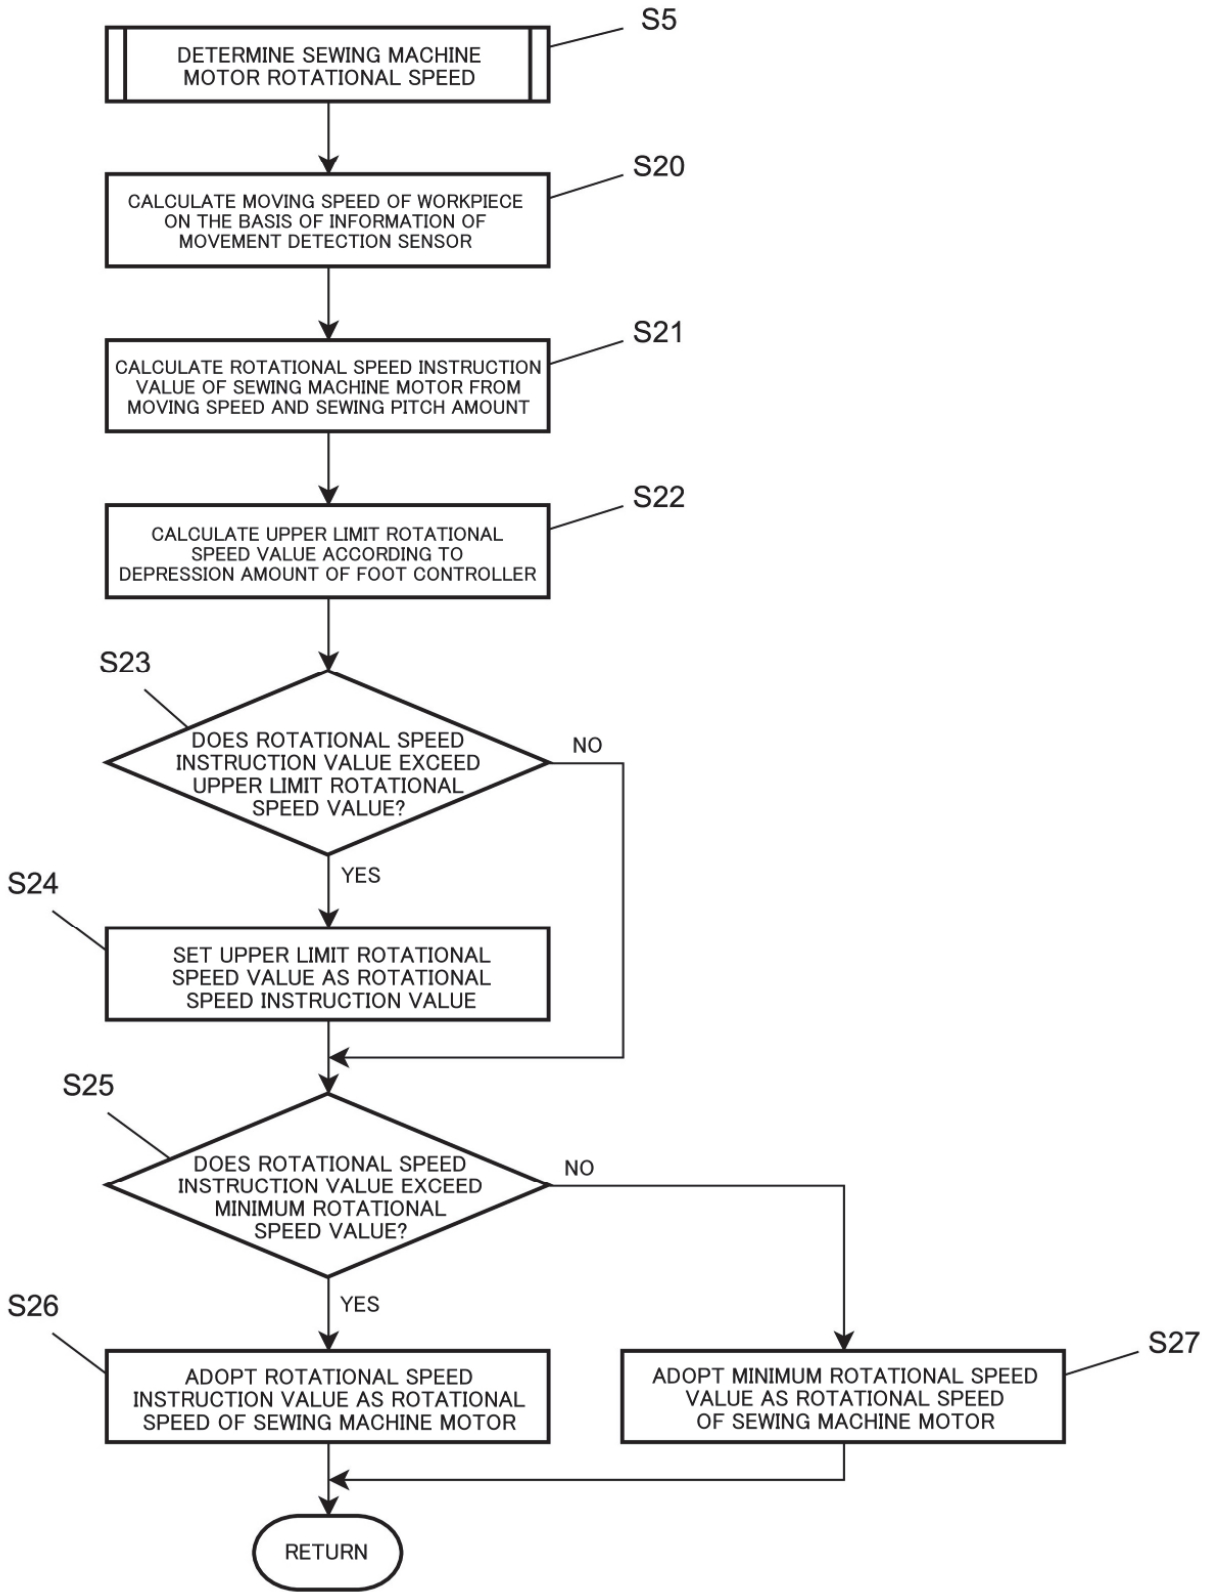 S5
DETERMINE SEWING MACHINE
MOTOR ROTATIONAL SPEED
S20
CALCULATE MOVING SPEED OF WORKPIECE
ON THE BASIS OF INFORMATION OF
MOVEMENT DETECTION SENSOR
S21
CALCULATE ROTATIONAL SPEED INSTRUCTION
VALUE OF SEWING MACHINE MOTOR FROM
MOVING SPEED AND SEWING PITCH AMOUNT
S22
CALCULATE UPPER LIMIT ROTATIONAL
SPEED VALUE ACCORDING TO
DEPRESSION AMOUNT OF FOOT CONTROLLER
S23
DOES ROTATIONAL SPEED
INSTRUCTION VALUE EXCEED
UPPER LIMIT ROTATIONAL
SPEED VALUE?
NO
YES
S24
SET UPPER LIMIT ROTATIONAL
SPEED VALUE AS ROTATIONAL
SPEED INSTRUCTION VALUE
S25
DOES ROTATIONAL SPEED
INSTRUCTION VALUE EXCEED
MINIMUM ROTATIONAL
SPEED VALUE?
NO
YES
S26
ADOPT ROTATIONAL SPEED
INSTRUCTION VALUE AS ROTATIONAL
SPEED OF SEWING MACHINE MOTOR
S27
ADOPT MINIMUM ROTATIONAL SPEED
VALUE AS ROTATIONAL SPEED
OF SEWING MACHINE MOTOR
RETURN